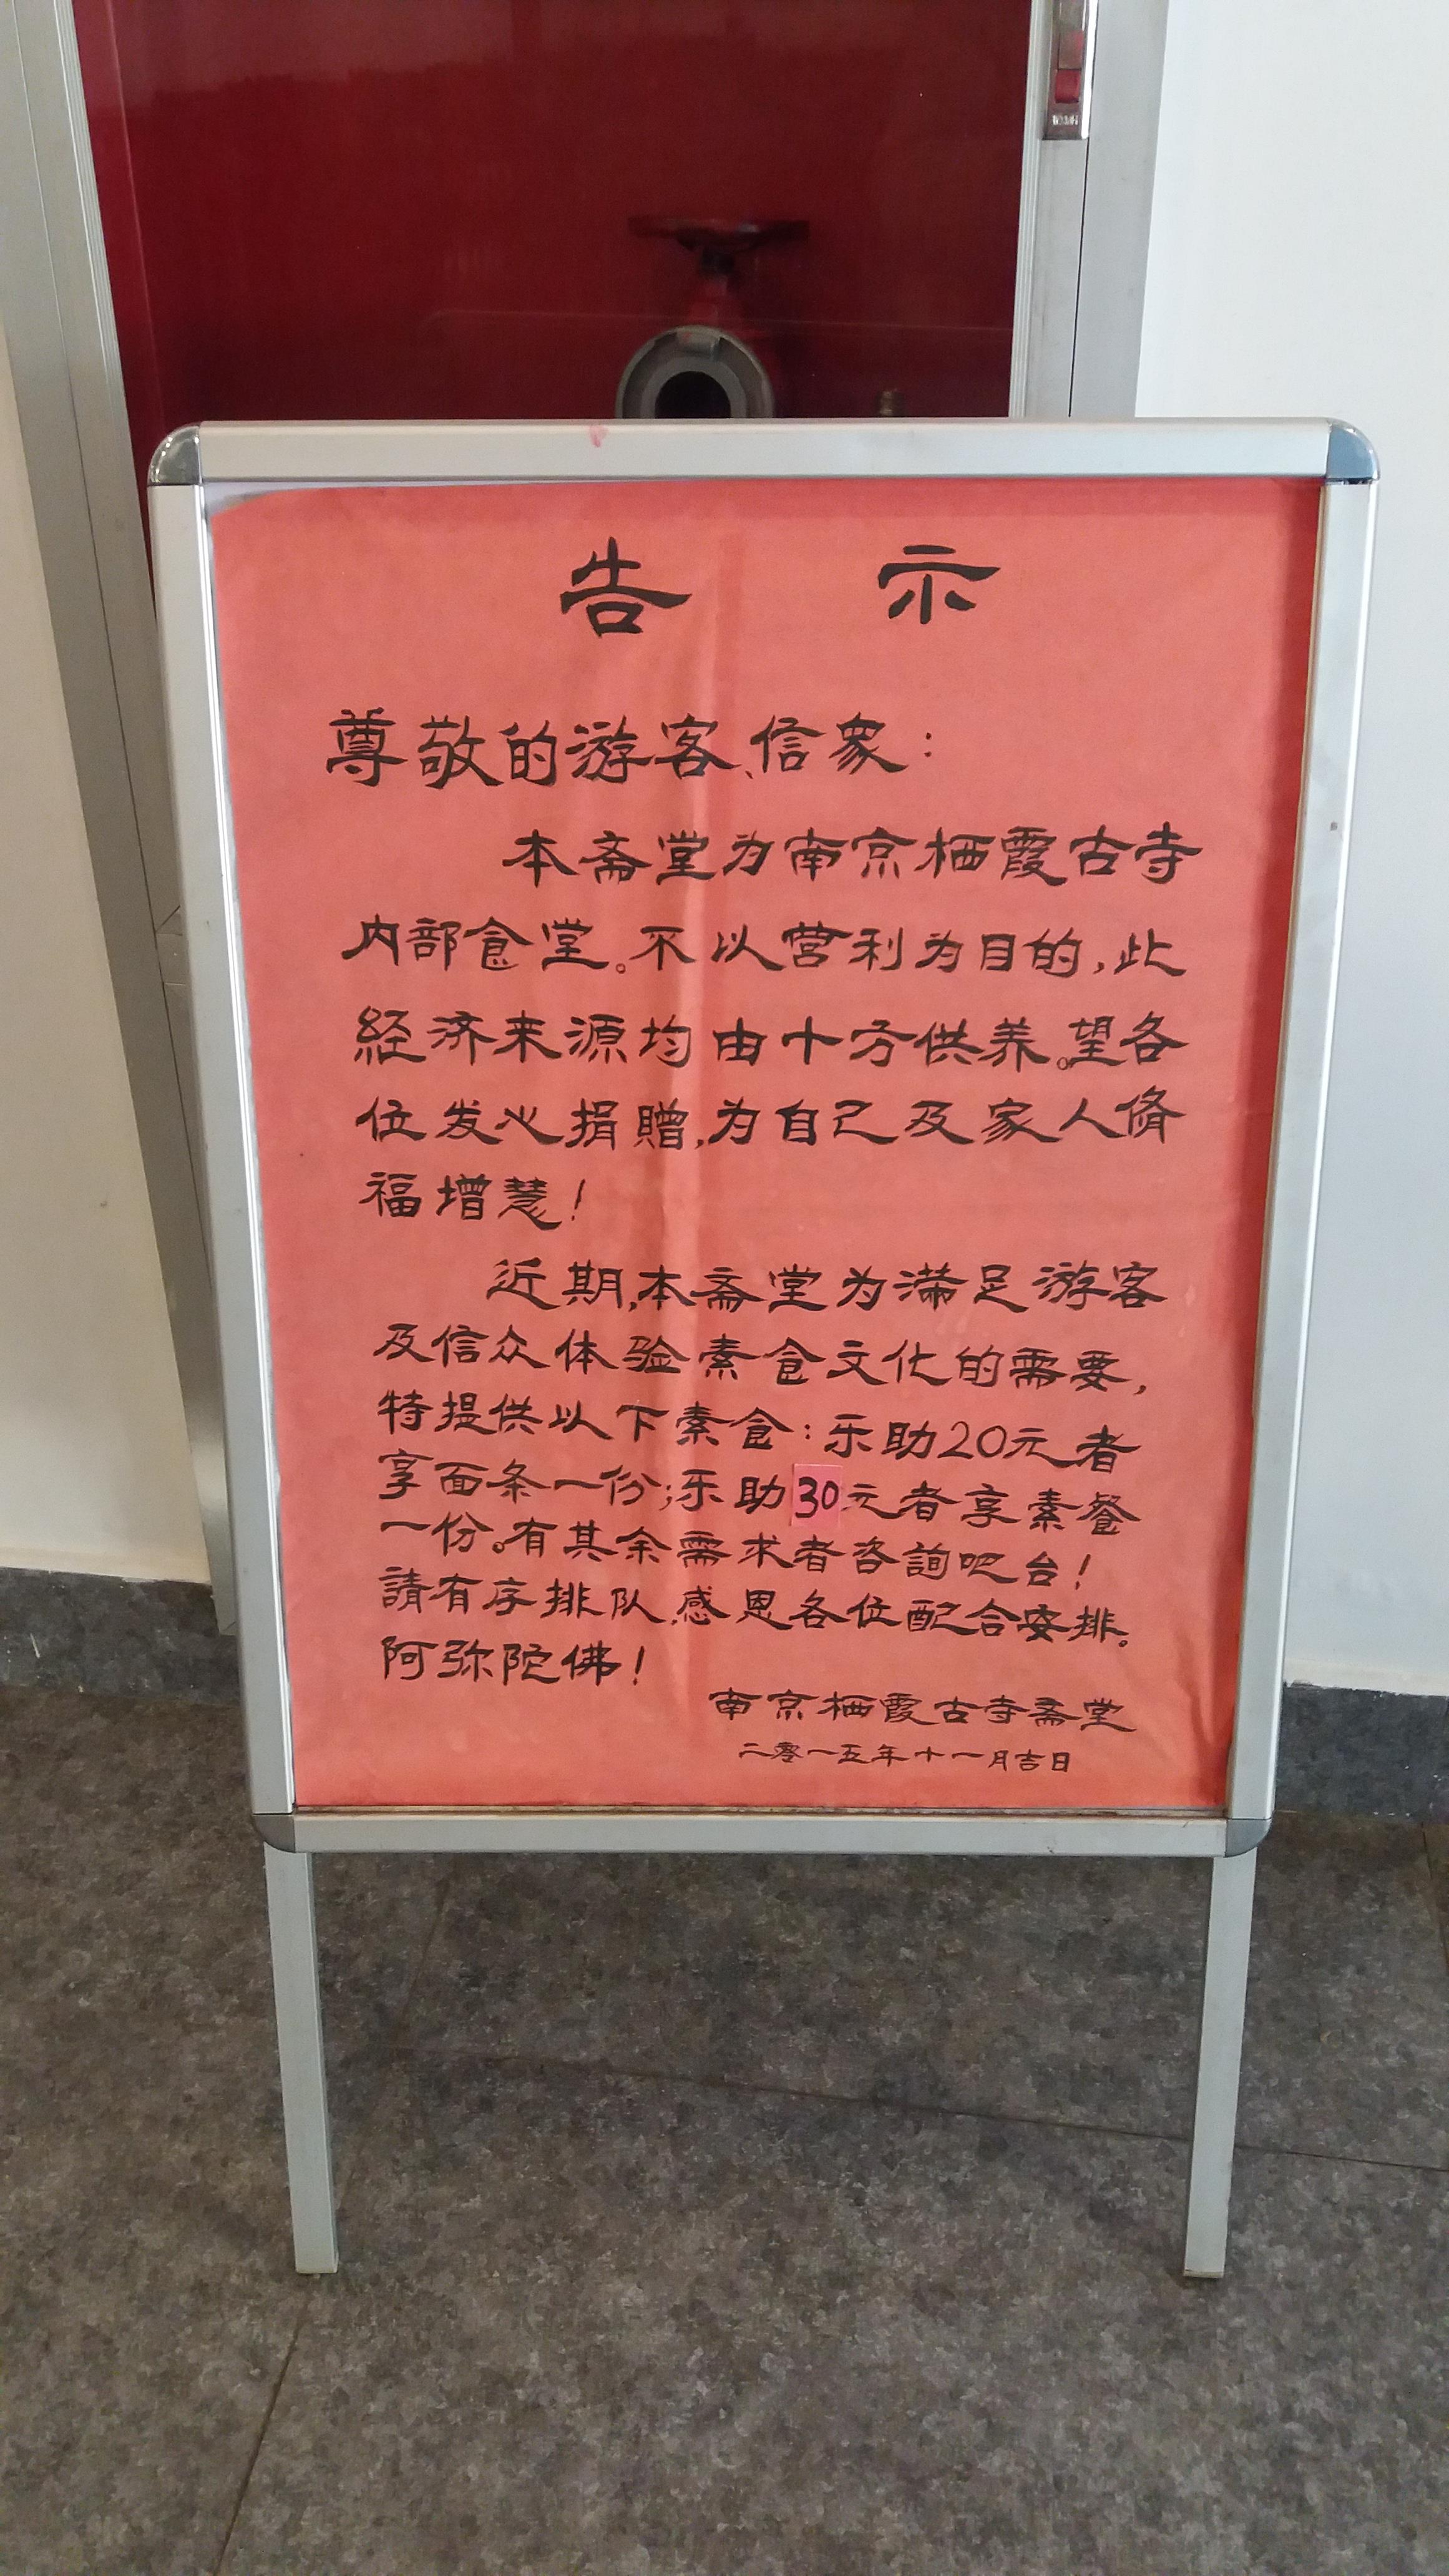 告示
尊敬的游客、信衆：
本斋堂为南京栖霞古寺
内部食堂。不以营利为目的，此
经济来源均由十方供养。望各
位发心捐贈，为自己及家人脩
福增慧！
近期，本斋堂为满足游客
及信众体验素食文化的需要，
特提供以下素食：乐助20元者
享面条一份；乐助30元者享素餐
一份。有其余需求者咨詢吧台！
請有序排队，感恩各位配合安排。
阿弥陀佛！
南京栖霞古寺斋堂
二零一五年十一月吉日